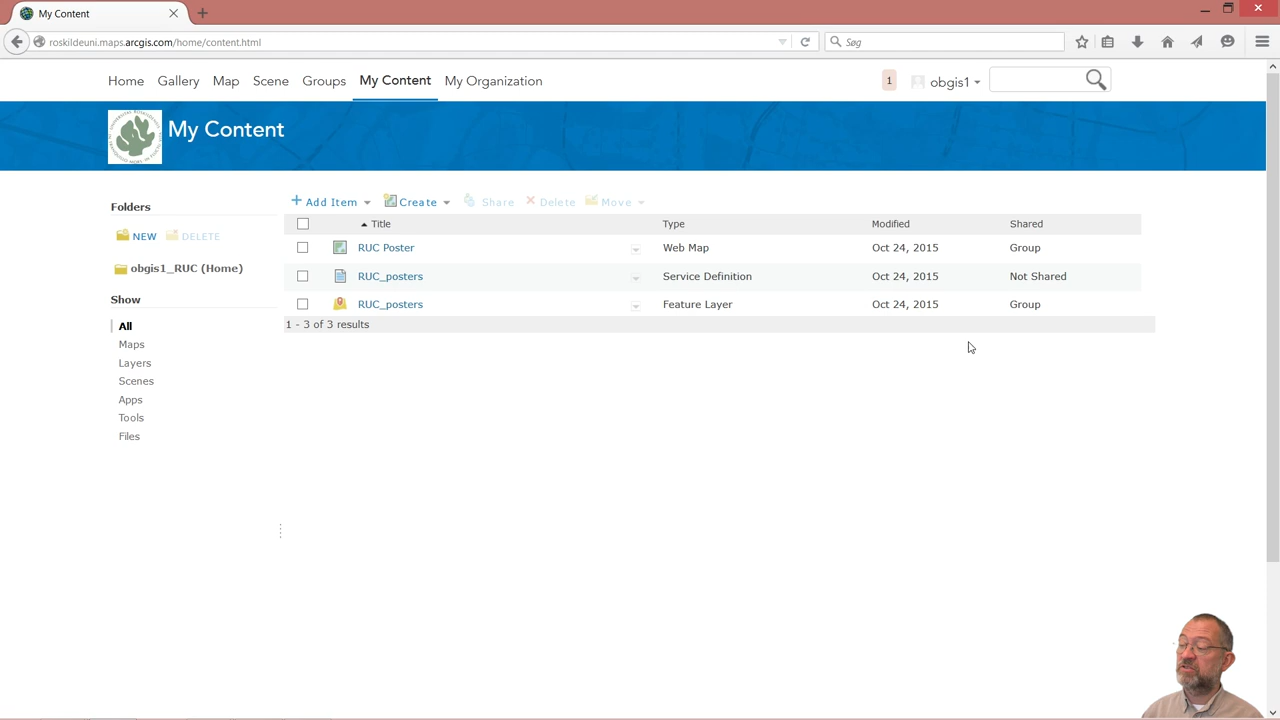 My Content
roskildeuni.maps.arcgis.com/home/content.html
Søg
Home Gallery Map Scene Groups My Content My Organization
1 obgis1
My Content
Folders
NEW DELETE
obgis1_RUC (Home)
Show
All
Maps
Layers
Scenes
Apps
Tools
Files
Add Item Create Share Delete Move
Title Type Modified Shared
RUC Poster Web Map Oct 24, 2015 Group
RUC_posters Service Definition Oct 24, 2015 Not Shared
RUC_posters Feature Layer Oct 24, 2015 Group
1 - 3 of 3 results